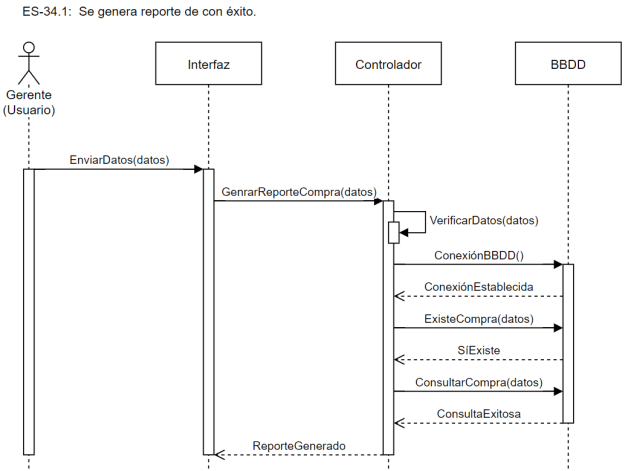 ES-34.1: Se genera reporte de con éxito.
Interfaz
Controlador
BBDD
Gerente
(Usuario)
EnviarDatos(datos)
GenrarReporteCompra(datos)
VerificarDatos(datos)
ConexiónBBDD()
ConexiónEstablecida
ExisteCompra(datos)
SíExiste
ConsultarCompra(datos)
ConsultaExitosa
ReporteGenerado